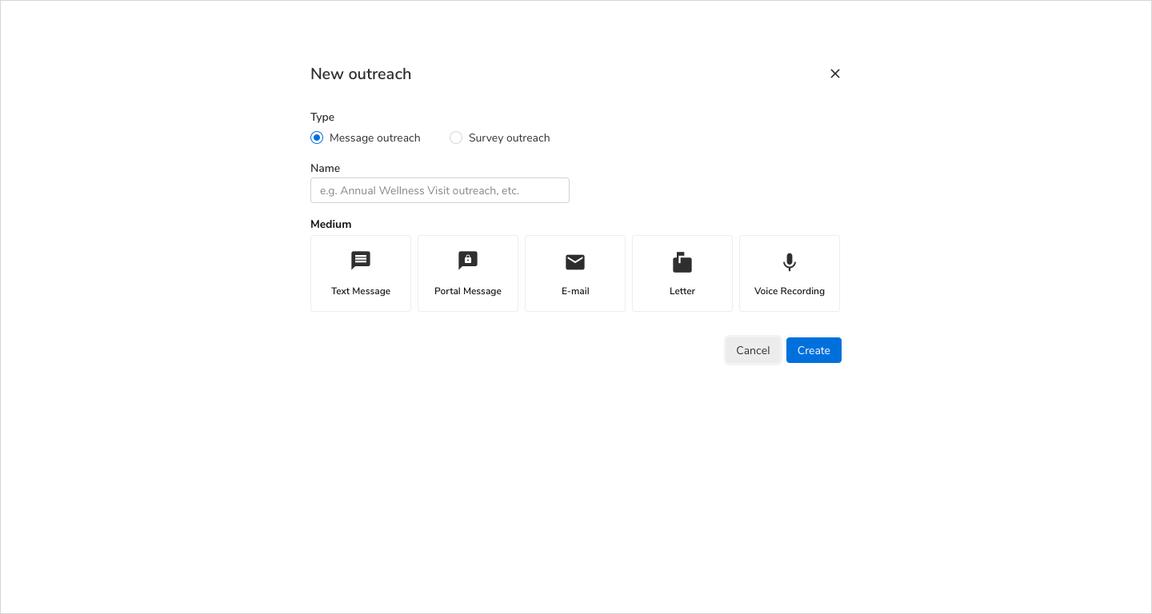 New outreach
Type
Message outreach Survey outreach
Name
e.g. Annual Wellness Visit outreach, etc.
Medium
Text Message Portal Message E-mail Letter Voice Recording
Cancel Create